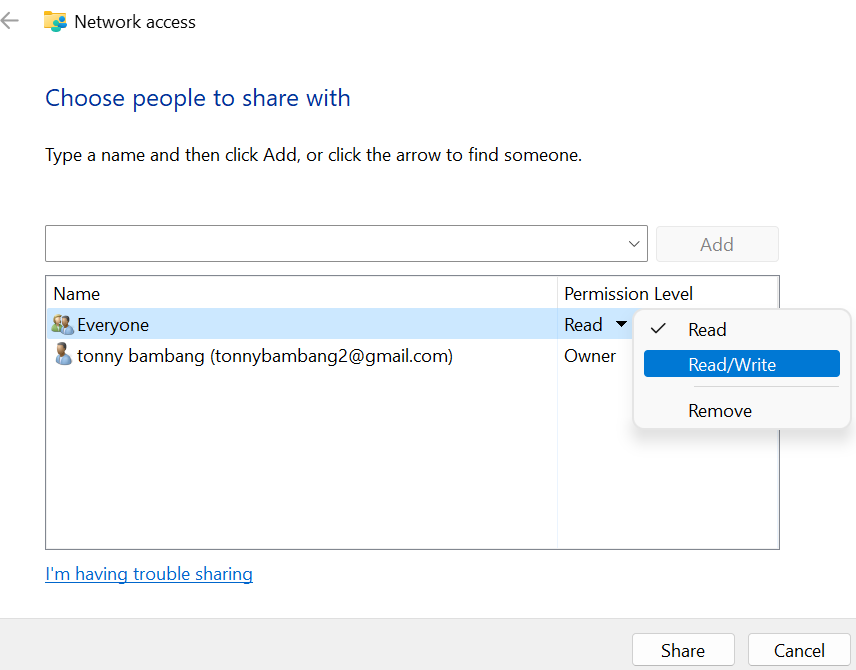 Network access
Choose people to share with
Type a name and then click Add, or click the arrow to find someone.
Add
Name Permission Level
Everyone Read
tonny bambang (tonnybambang2@gmail.com) Owner
Read
Read/Write
Remove
I'm having trouble sharing
Share Cancel